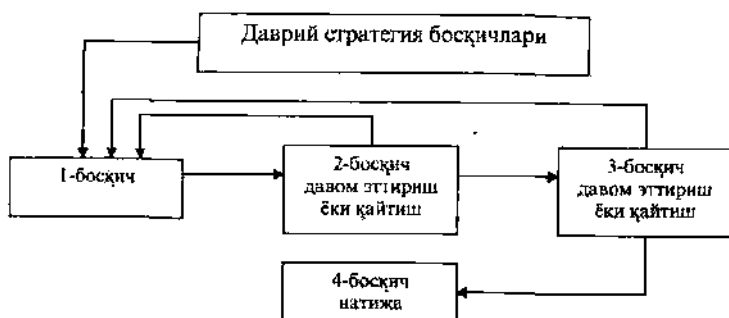 Даврий стратегия босқичлари
1-босқич
2-босқич
давом эттириш
ёки қайтиш
3-босқич
давом эттириш
ёки қайтиш
4-босқич
натижа